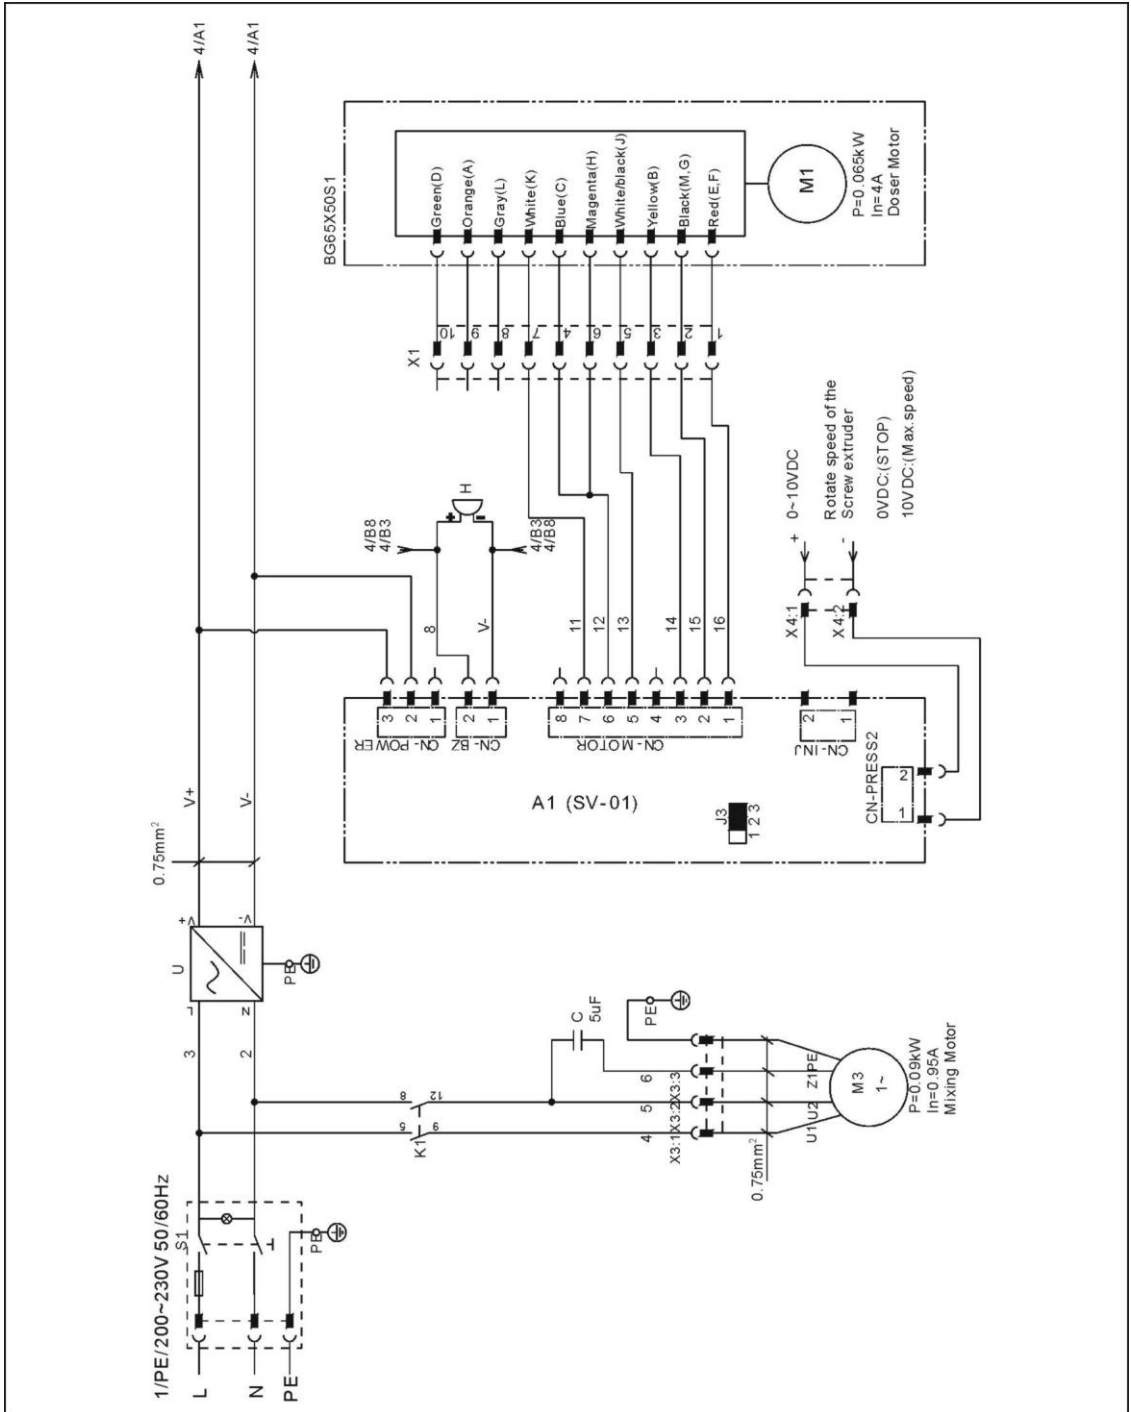 1/PE/200~230V 50/60Hz
L
N
PE
S1
PE
3
2
L
N
U
PE
V+
V-
0.75mm²
V+
V-
4/A1
4/A1
K1
5
9
8
12
C
5uF
4
5
6
X3:1
X3:2
X3:3
PE
0.75mm²
U1
U2
Z1
PE
M3
1~
P=0.09kW
In=0.95A
Mixing Motor
A1 (SV-01)
J3
1 2 3
3
2
1
CN-POWER
2
1
CN-BZ
8
7
6
5
4
3
2
1
CN-MOTOR
2
1
CN-INJ
CN-PRESS2
1
2
8
V-
4/B8
4/B3
4/B3
4/B8
+
-
H
11
12
13
14
15
16
X4:1
X4:2
+
-
0~10VDC
Rotate speed of the
Screw extruder
0VDC:(STOP)
10VDC:(Max.speed)
X1
10
9
8
7
4
6
5
3
2
1
BG65X50S1
Green(D)
Orange(A)
Gray(L)
White(K)
Blue(C)
Magenta(H)
White/black(J)
Yellow(B)
Black(M,G)
Red(E,F)
M1
P=0.065kW
In=4A
Doser Motor